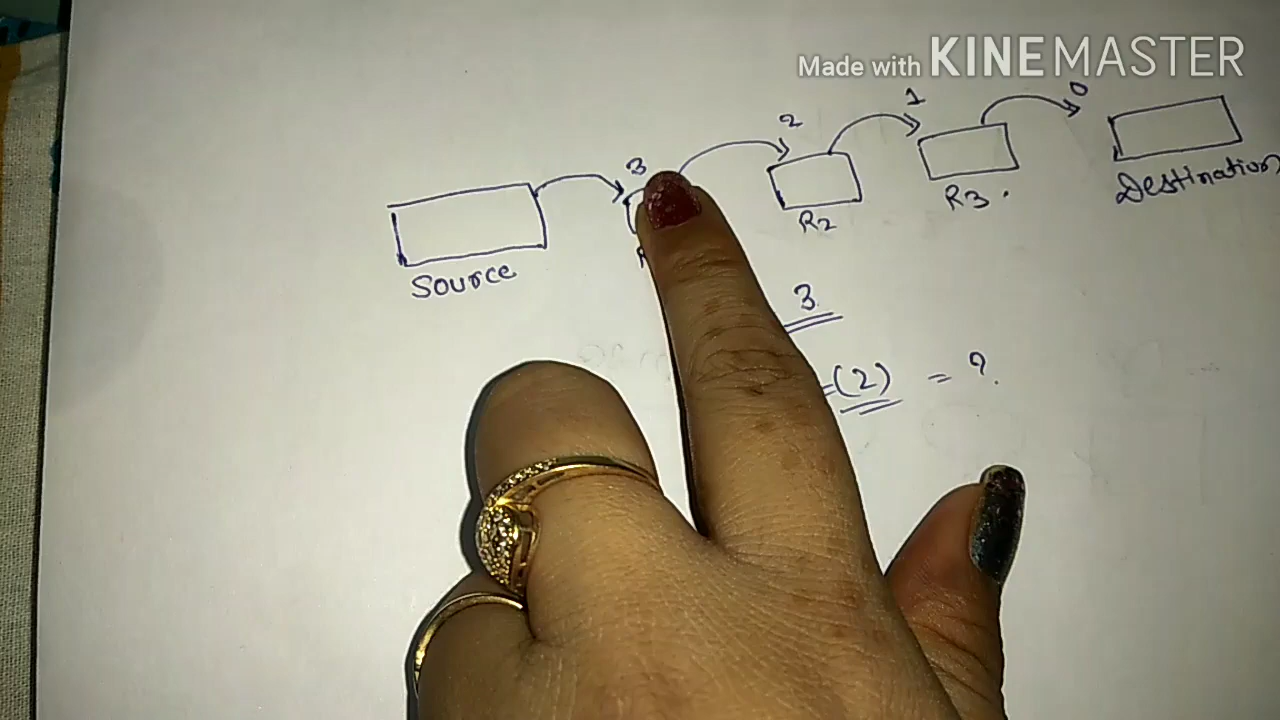 Made with KINEMASTER
3 2 1 0
Source R2 R3. Destination
3
=(2) = ?